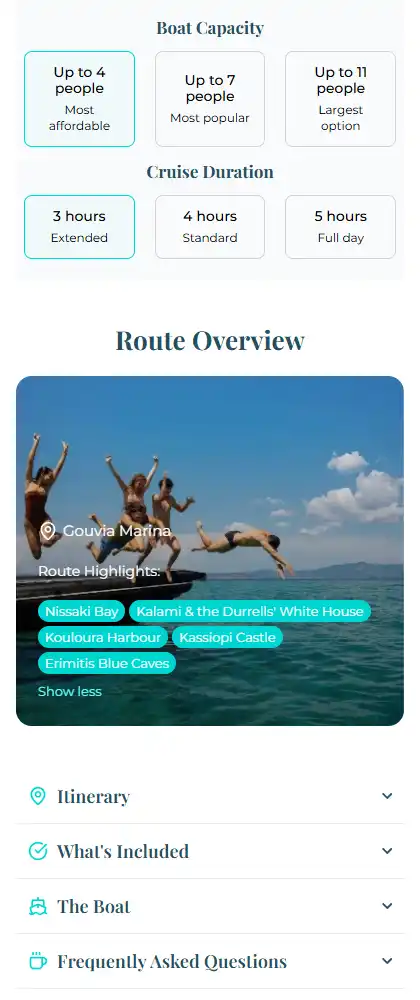 Boat Capacity
Up to 4
people
Most
affordable
Up to 7
people
Most popular
Up to 11
people
Largest
option
Cruise Duration
3 hours
Extended
4 hours
Standard
5 hours
Full day
Route Overview
Gouvia Marina
Route Highlights:
Nissaki Bay Kalami & the Durrells' White House
Kouloura Harbour Kassiopi Castle
Erimitis Blue Caves
Show less
Itinerary
What's Included
The Boat
Frequently Asked Questions